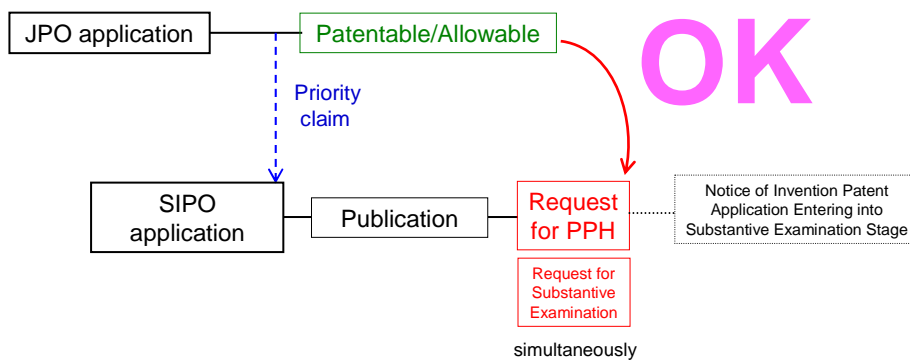 JPO application
Patentable/Allowable
OK
Priority
claim
SIPO
application
Publication
Request
for PPH
Notice of Invention Patent
Application Entering into
Substantive Examination Stage
Request for
Substantive
Examination
simultaneously